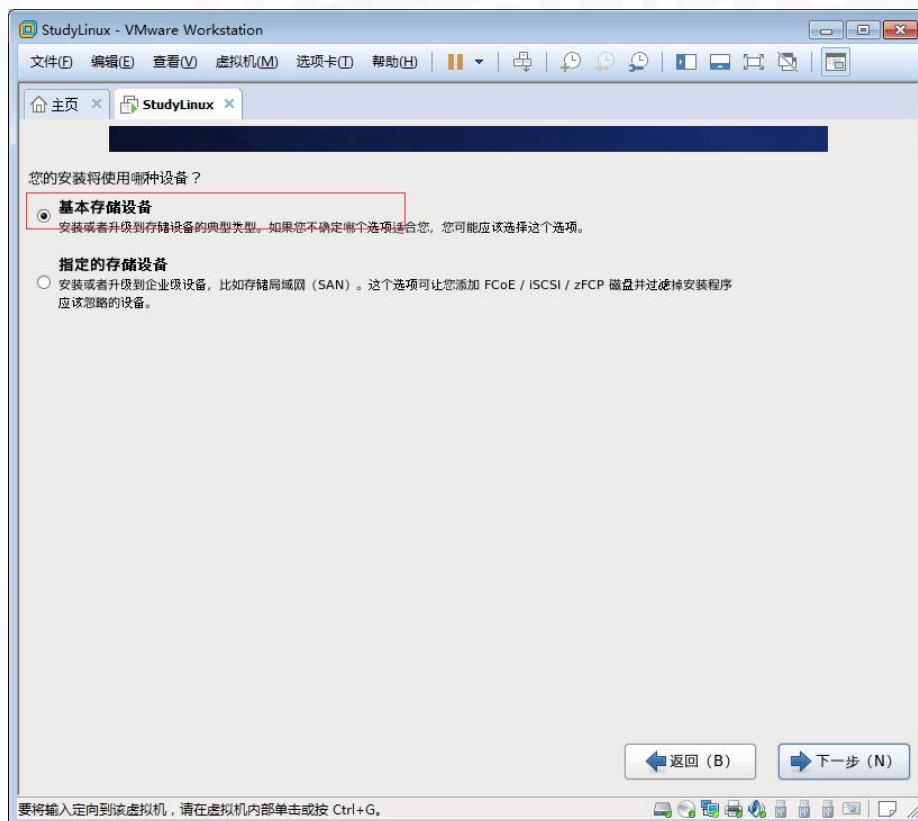 StudyLinux - VMware Workstation
文件(F) 编辑(E) 查看(V) 虚拟机(M) 选项卡(T) 帮助(H)
主页 StudyLinux
您的安装将使用哪种设备？
基本存储设备
安装或者升级到存储设备的典型类型。如果您不确定哪个选项适合您，您可能应该选择这个选项。
指定的存储设备
安装或者升级到企业级设备，比如存储局域网（SAN）。这个选项可让您添加 FCoE / iSCSI / zFCP 磁盘并过滤掉安装程序
应该忽略的设备。
返回（B） 下一步（N）
要将输入定向到该虚拟机，请在虚拟机内部单击或按 Ctrl+G。